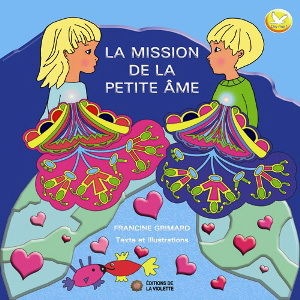 LA MISSION
DE LA
PETITE ÂME
FRANCINE GRIMARD
Texte et illustrations
ÉDITIONS DE
LA VIOLETTE